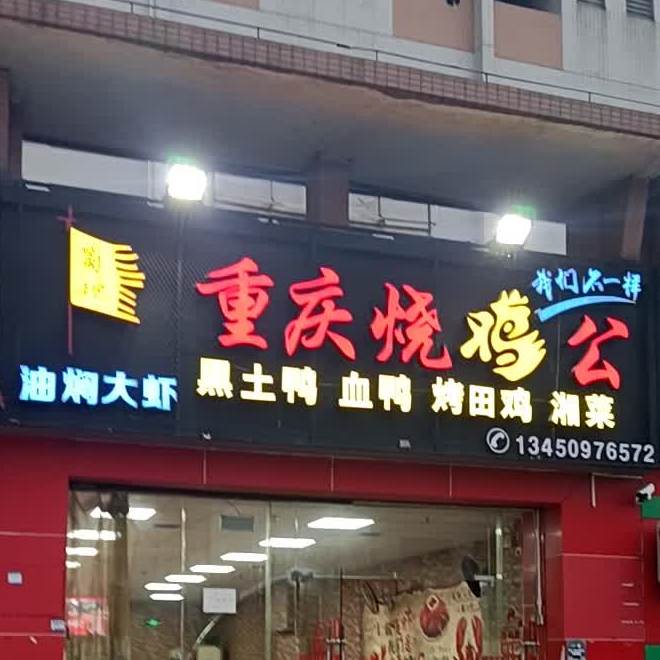 我们不一样
重庆烧鸡公
油焖大虾
黑土鸭 血鸭 烤田鸡 湘菜
13450976572